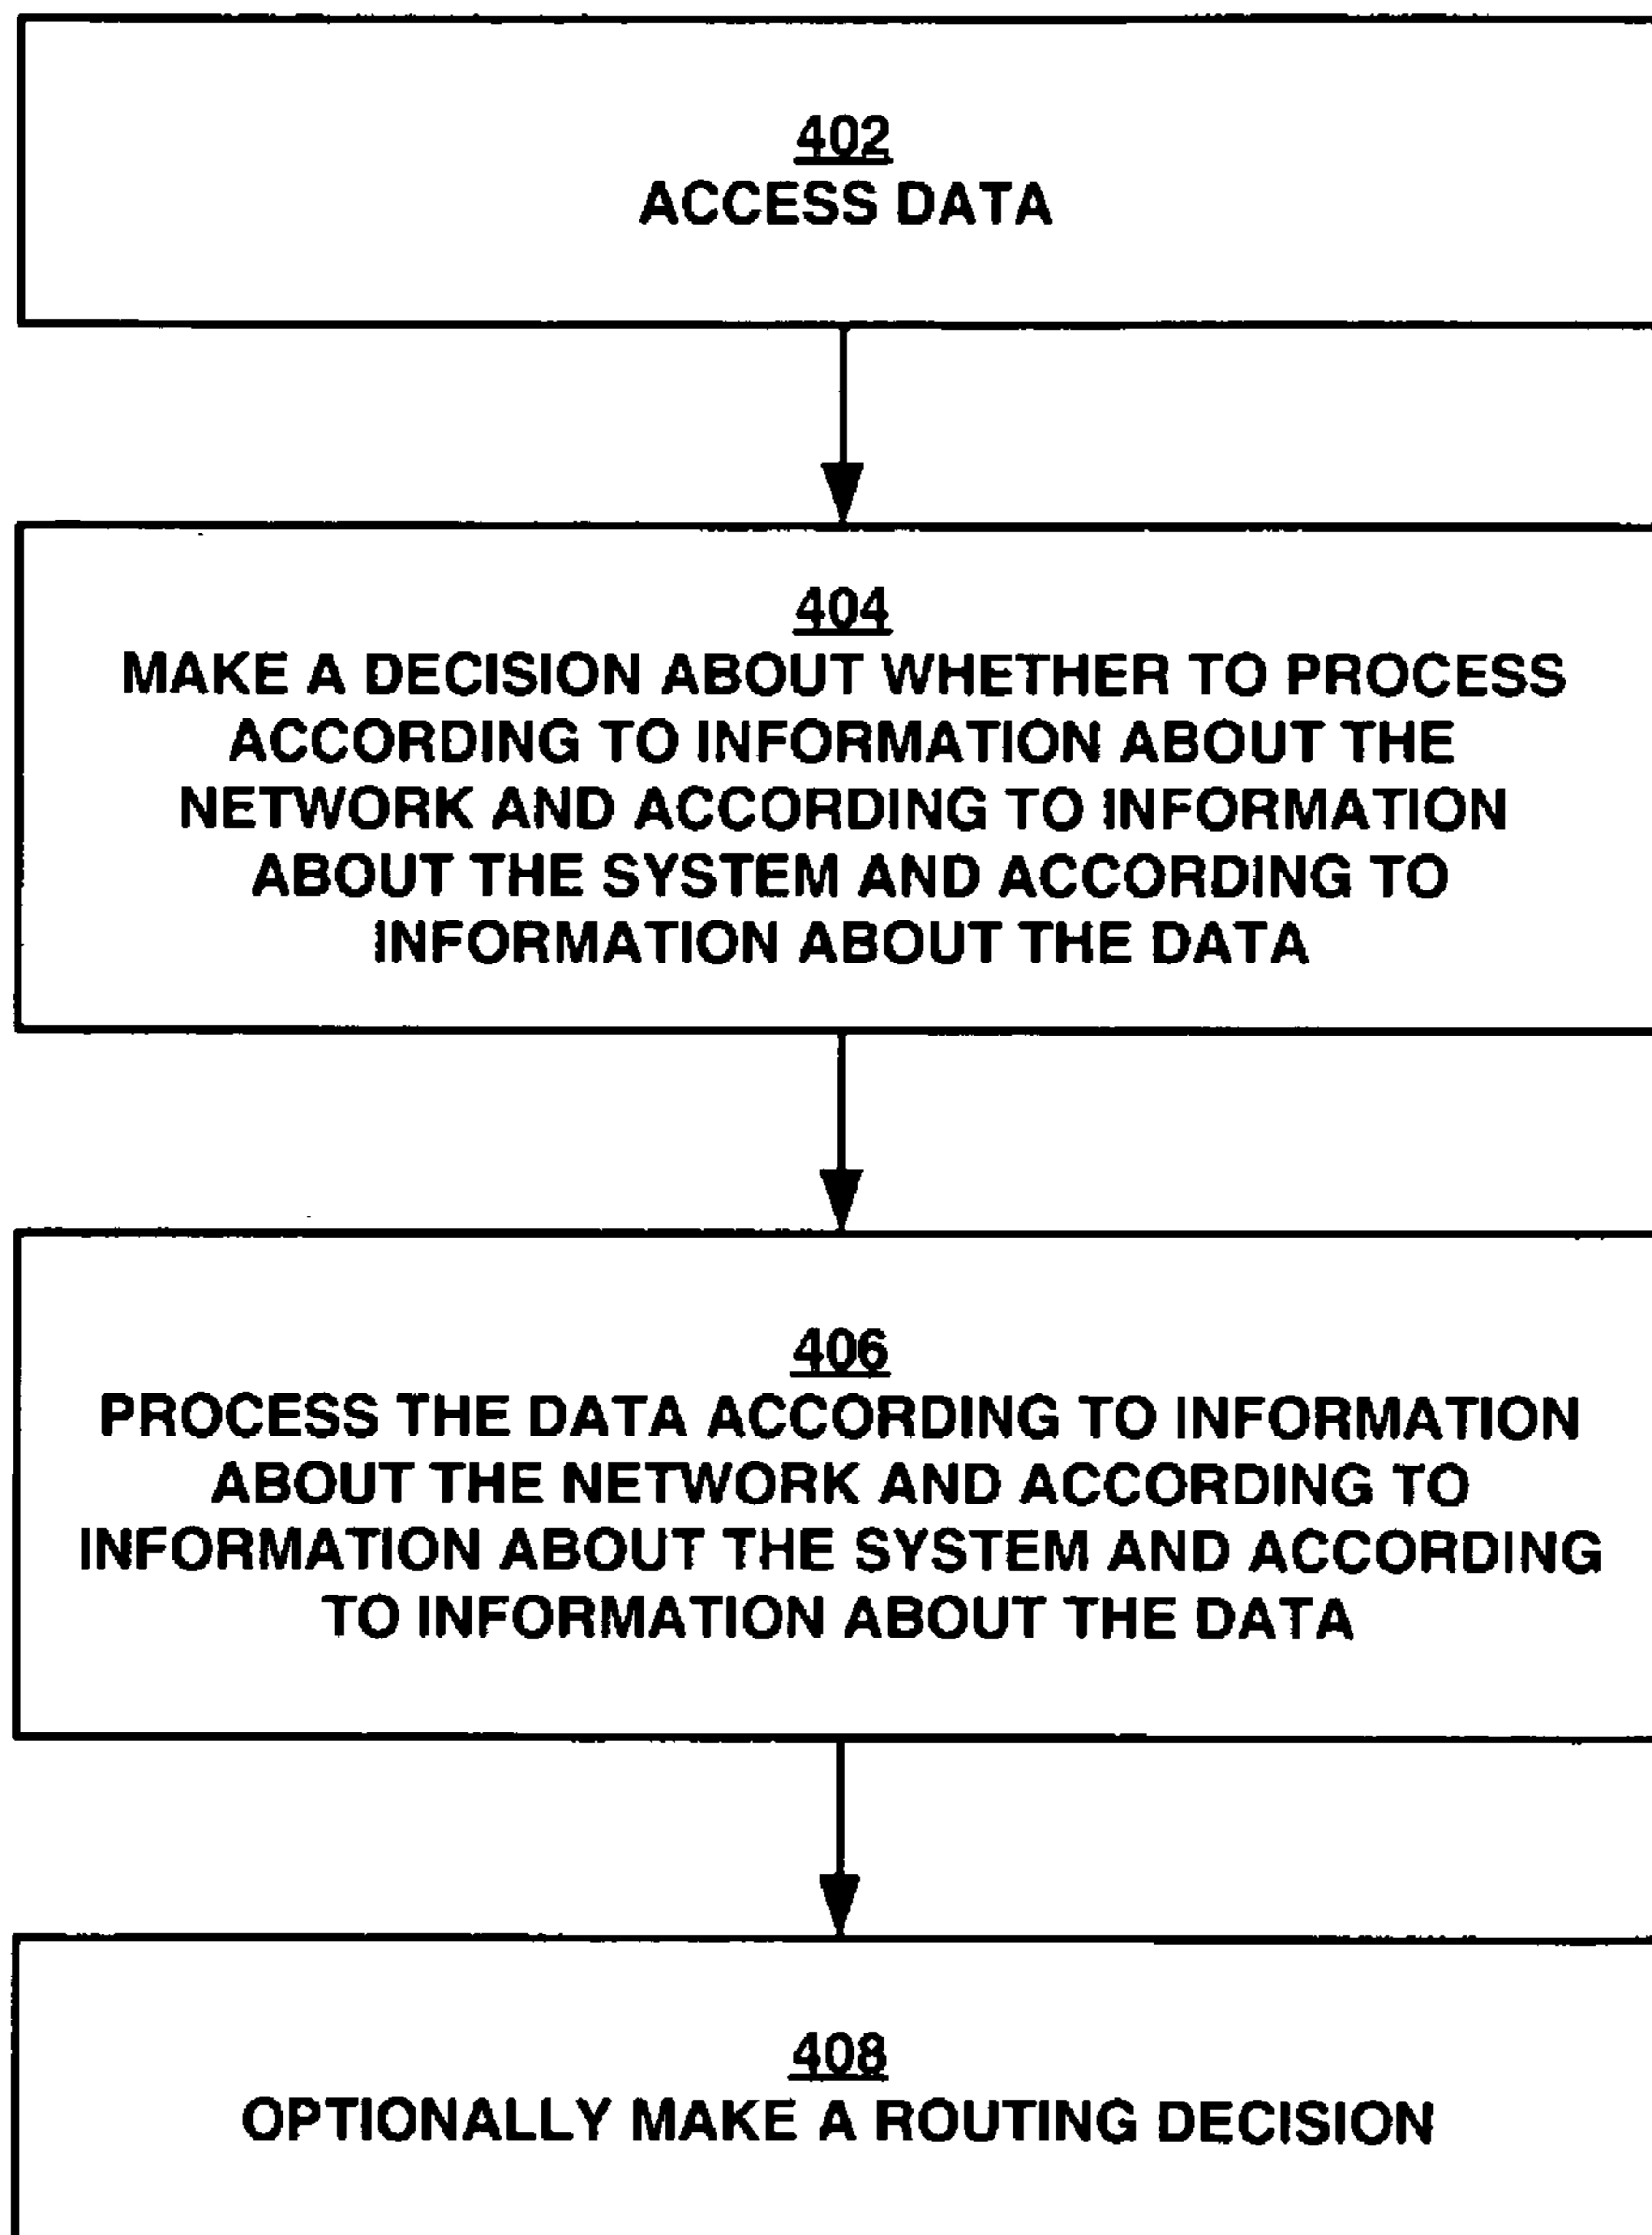 402
ACCESS DATA
404
MAKE A DECISION ABOUT WHETHER TO PROCESS
ACCORDING TO INFORMATION ABOUT THE
NETWORK AND ACCORDING TO INFORMATION
ABOUT THE SYSTEM AND ACCORDING TO
INFORMATION ABOUT THE DATA
406
PROCESS THE DATA ACCORDING TO INFORMATION
ABOUT THE NETWORK AND ACCORDING TO
INFORMATION ABOUT THE SYSTEM AND ACCORDING
TO INFORMATION ABOUT THE DATA
408
OPTIONALLY MAKE A ROUTING DECISION